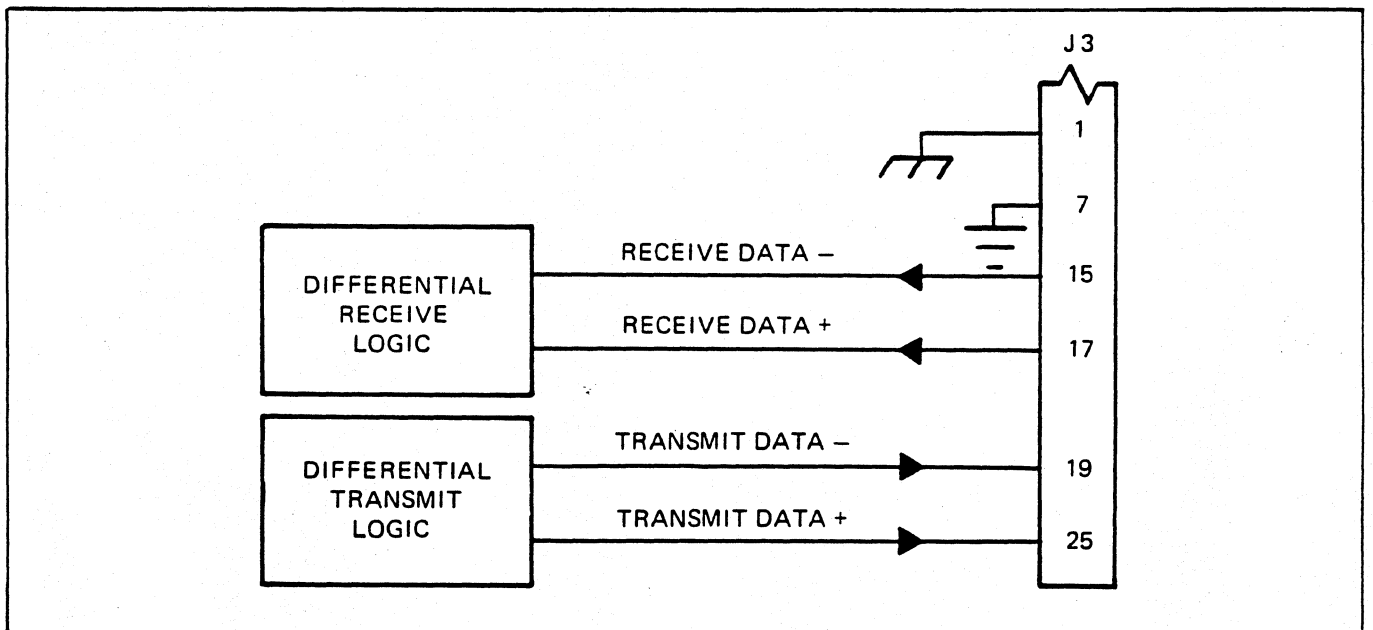 J3
1
7
RECEIVE DATA –
15
DIFFERENTIAL
RECEIVE
LOGIC
RECEIVE DATA +
17
TRANSMIT DATA –
19
DIFFERENTIAL
TRANSMIT
LOGIC
TRANSMIT DATA +
25